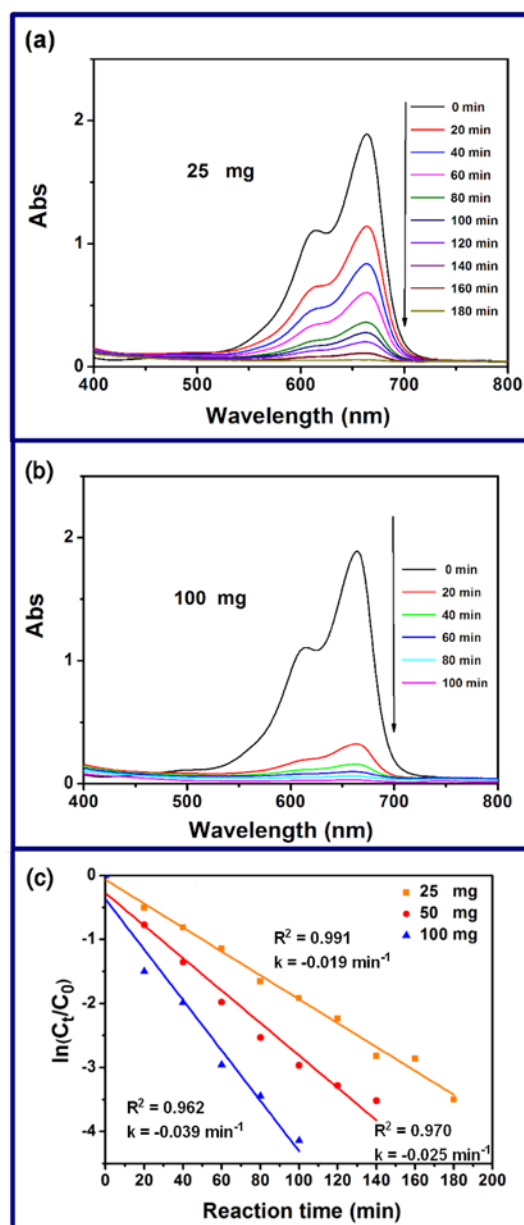 (a)
2
1
0
Abs
25 mg
0 min
20 min
40 min
60 min
80 min
100 min
120 min
140 min
160 min
180 min
400 500 600 700 800
Wavelength (nm)
(b)
2
1
0
Abs
100 mg
0 min
20 min
40 min
60 min
80 min
100 min
400 500 600 700 800
Wavelength (nm)
(c)
0
-1
-2
-3
-4
ln(Cₜ/C₀)
25 mg
50 mg
100 mg
R² = 0.991
k = -0.019 min⁻¹
R² = 0.962
k = -0.039 min⁻¹
R² = 0.970
k = -0.025 min⁻¹
0 20 40 60 80 100 120 140 160 180 200
Reaction time (min)